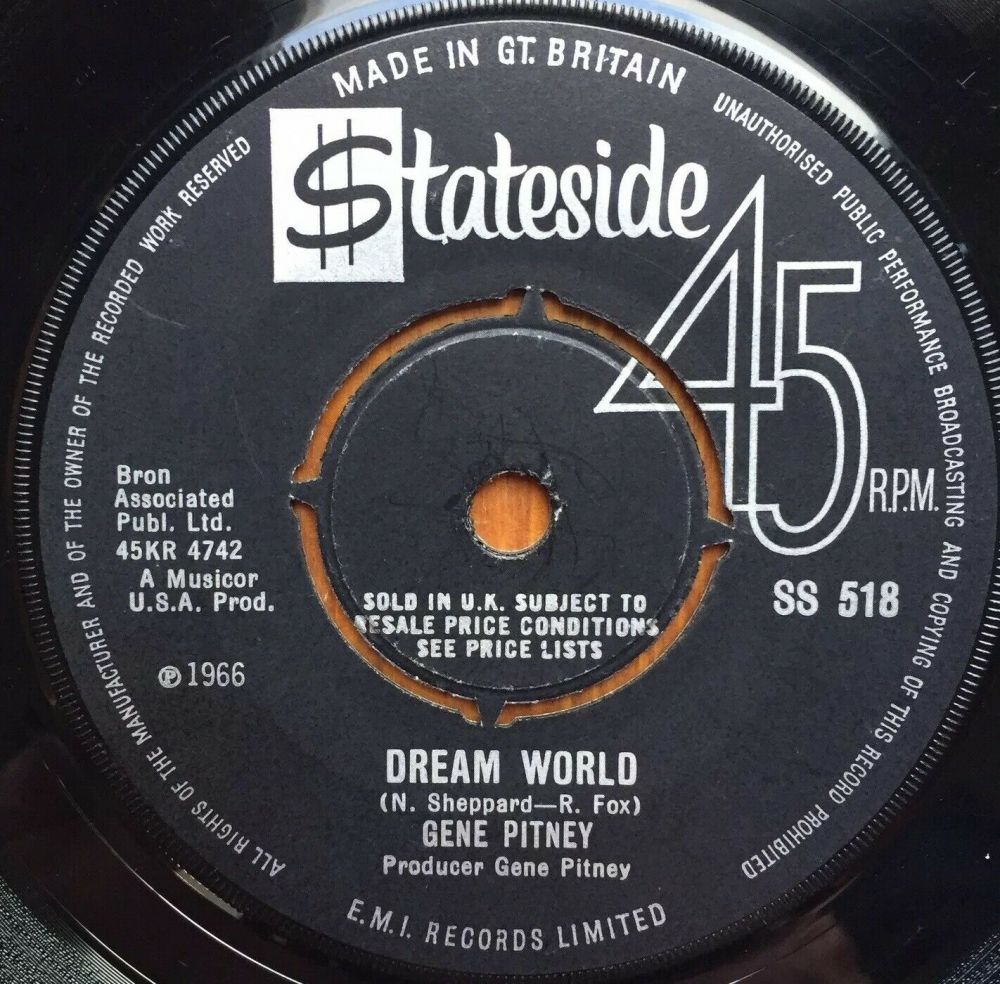 MADE IN GT. BRITAIN
UNAUTHORISED PUBLIC PERFORMANCE BROADCASTING AND COPYING OF THIS RECORD PROHIBITED
ALL RIGHTS OF THE MANUFACTURER AND OF THE OWNER OF THE RECORDED WORK RESERVED
$tateside
45
R.P.M.
Bron
Associated
Publ. Ltd.
45KR 4742
A Musicor
U.S.A. Prod.
℗ 1966
SS 518
SOLD IN U.K. SUBJECT TO
RESALE PRICE CONDITIONS
SEE PRICE LISTS
DREAM WORLD
(N. Sheppard—R. Fox)
GENE PITNEY
Producer Gene Pitney
E.M.I. RECORDS LIMITED